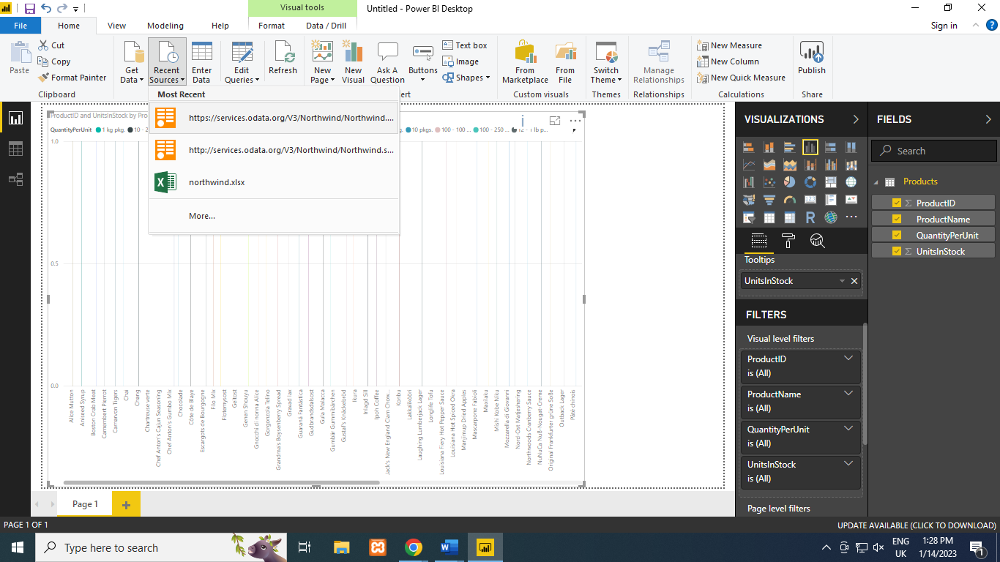 Visual tools
Untitled - Power BI Desktop
File
Home
View
Modeling
Help
Format
Data / Drill
Sign in
Paste
Cut
Copy
Format Painter
Clipboard
Get Data
Recent Sources
Enter Data
Edit Queries
Refresh
New Page
New Visual
Ask A Question
Buttons
Text box
Image
Shapes
ert
From Marketplace
From File
Custom visuals
Switch Theme
Themes
Manage Relationships
Relationships
New Measure
New Column
New Quick Measure
Calculations
Publish
Share
Most Recent
https://services.odata.org/V3/Northwind/Northwind....
http://services.odata.org/V3/Northwind/Northwind.s...
northwind.xlsx
More...
ProductID and UnitsInStock by Pro
QuantityPerUnit 1 kg pkg. 10 - 2
10 pkgs. 100 - 100 ... 100 - 250 ... 12 - 1 lb p...
1.0
0.5
0.0
Alice Mutton
Aniseed Syrup
Boston Crab Meat
Camembert Pierrot
Carnarvon Tigers
Chai
Chang
Chartreuse verte
Chef Anton's Cajun Seasoning
Chef Anton's Gumbo Mix
Chocolade
Côte de Blaye
Escargots de Bourgogne
Filo Mix
Flotemysost
Geitost
Genen Shouyu
Gnocchi di nonna Alice
Gorgonzola Telino
Grandma's Boysenberry Spread
Gravad lax
Guaraná Fantástica
Gudbrandsdalsost
Gula Malacca
Gumbär Gummibärchen
Gustaf's Knäckebröd
Ikura
Inlagd Sill
Ipoh Coffee
Jack's New England Clam Chow...
Konbu
Lakkalikööri
Laughing Lumberjack Lager
Longlife Tofu
Louisiana Fiery Hot Pepper Sauce
Louisiana Hot Spiced Okra
Manjimup Dried Apples
Mascarpone Fabioli
Maxilaku
Mishi Kobe Niku
Mozzarella di Giovanni
Nord-Ost Matjeshering
Northwoods Cranberry Sauce
NuNuCa Nuß-Nougat-Creme
Original Frankfurter grüne Soße
Outback Lager
Pâté chinois
VISUALIZATIONS
R
Tooltips
UnitsInStock
FILTERS
Visual level filters
ProductID
is (All)
ProductName
is (All)
QuantityPerUnit
is (All)
UnitsInStock
is (All)
Page level filters
FIELDS
Search
Products
ProductID
ProductName
QuantityPerUnit
UnitsInStock
Page 1
PAGE 1 OF 1
UPDATE AVAILABLE (CLICK TO DOWNLOAD)
Type here to search
ENG
UK
1:28 PM
1/14/2023
1